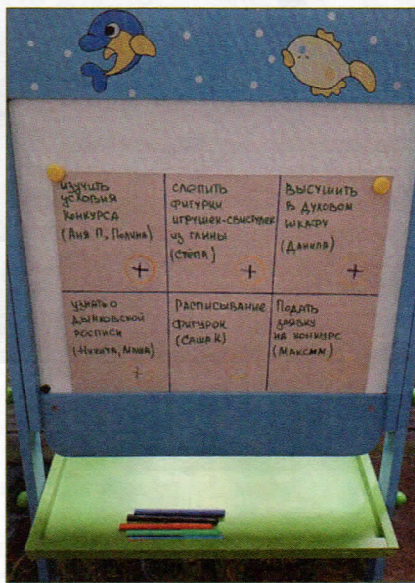 изучить
условия
конкурса
(Аня П., Полина)
+
слепить
фигурки
игрушек-свистулек
из глины
(Стёпа)
+
высушить
в духовом
шкафу
(Данила)
+
узнать о
дымковской
росписи
(Никита, Маша)
+
Расписывание
фигурок
(Саша К)
Подать
заявку
на конкурс
(Максим)